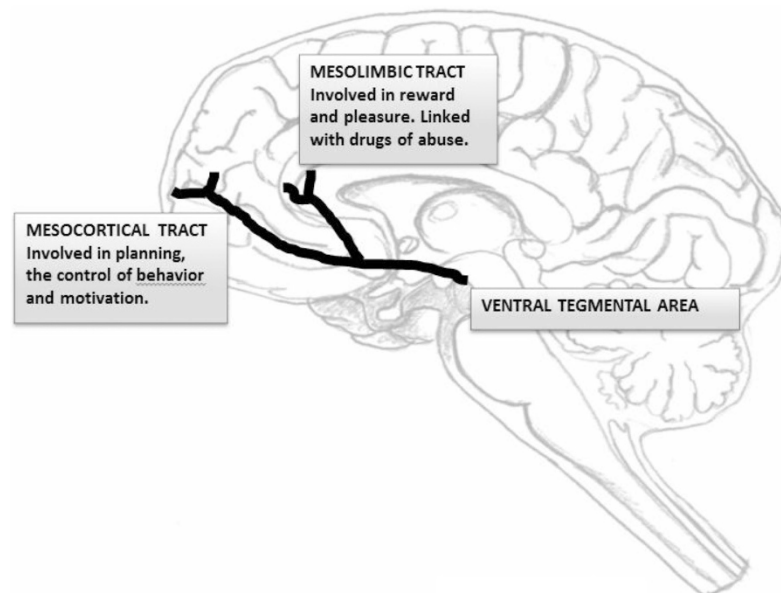 MESOLIMBIC TRACT
Involved in reward
and pleasure. Linked
with drugs of abuse.
MESOCORTICAL TRACT
Involved in planning,
the control of behavior
and motivation.
VENTRAL TEGMENTAL AREA